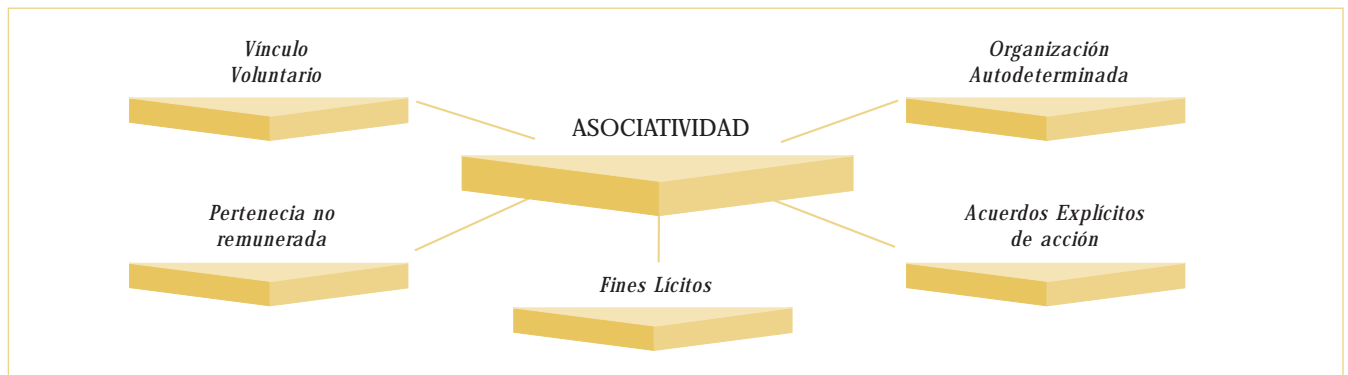 Vínculo
Voluntario
Organización
Autodeterminada
ASOCIATIVIDAD
Pertenecia no
remunerada
Acuerdos Explícitos
de acción
Fines Lícitos